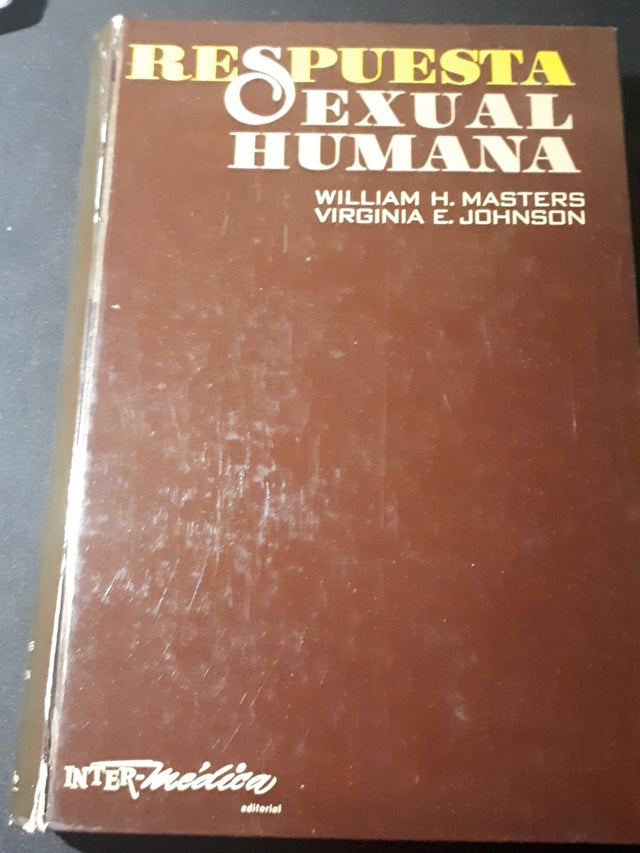 RESPUESTA
SEXUAL
HUMANA
WILLIAM H. MASTERS
VIRGINIA E. JOHNSON
INTER-Médica
editorial